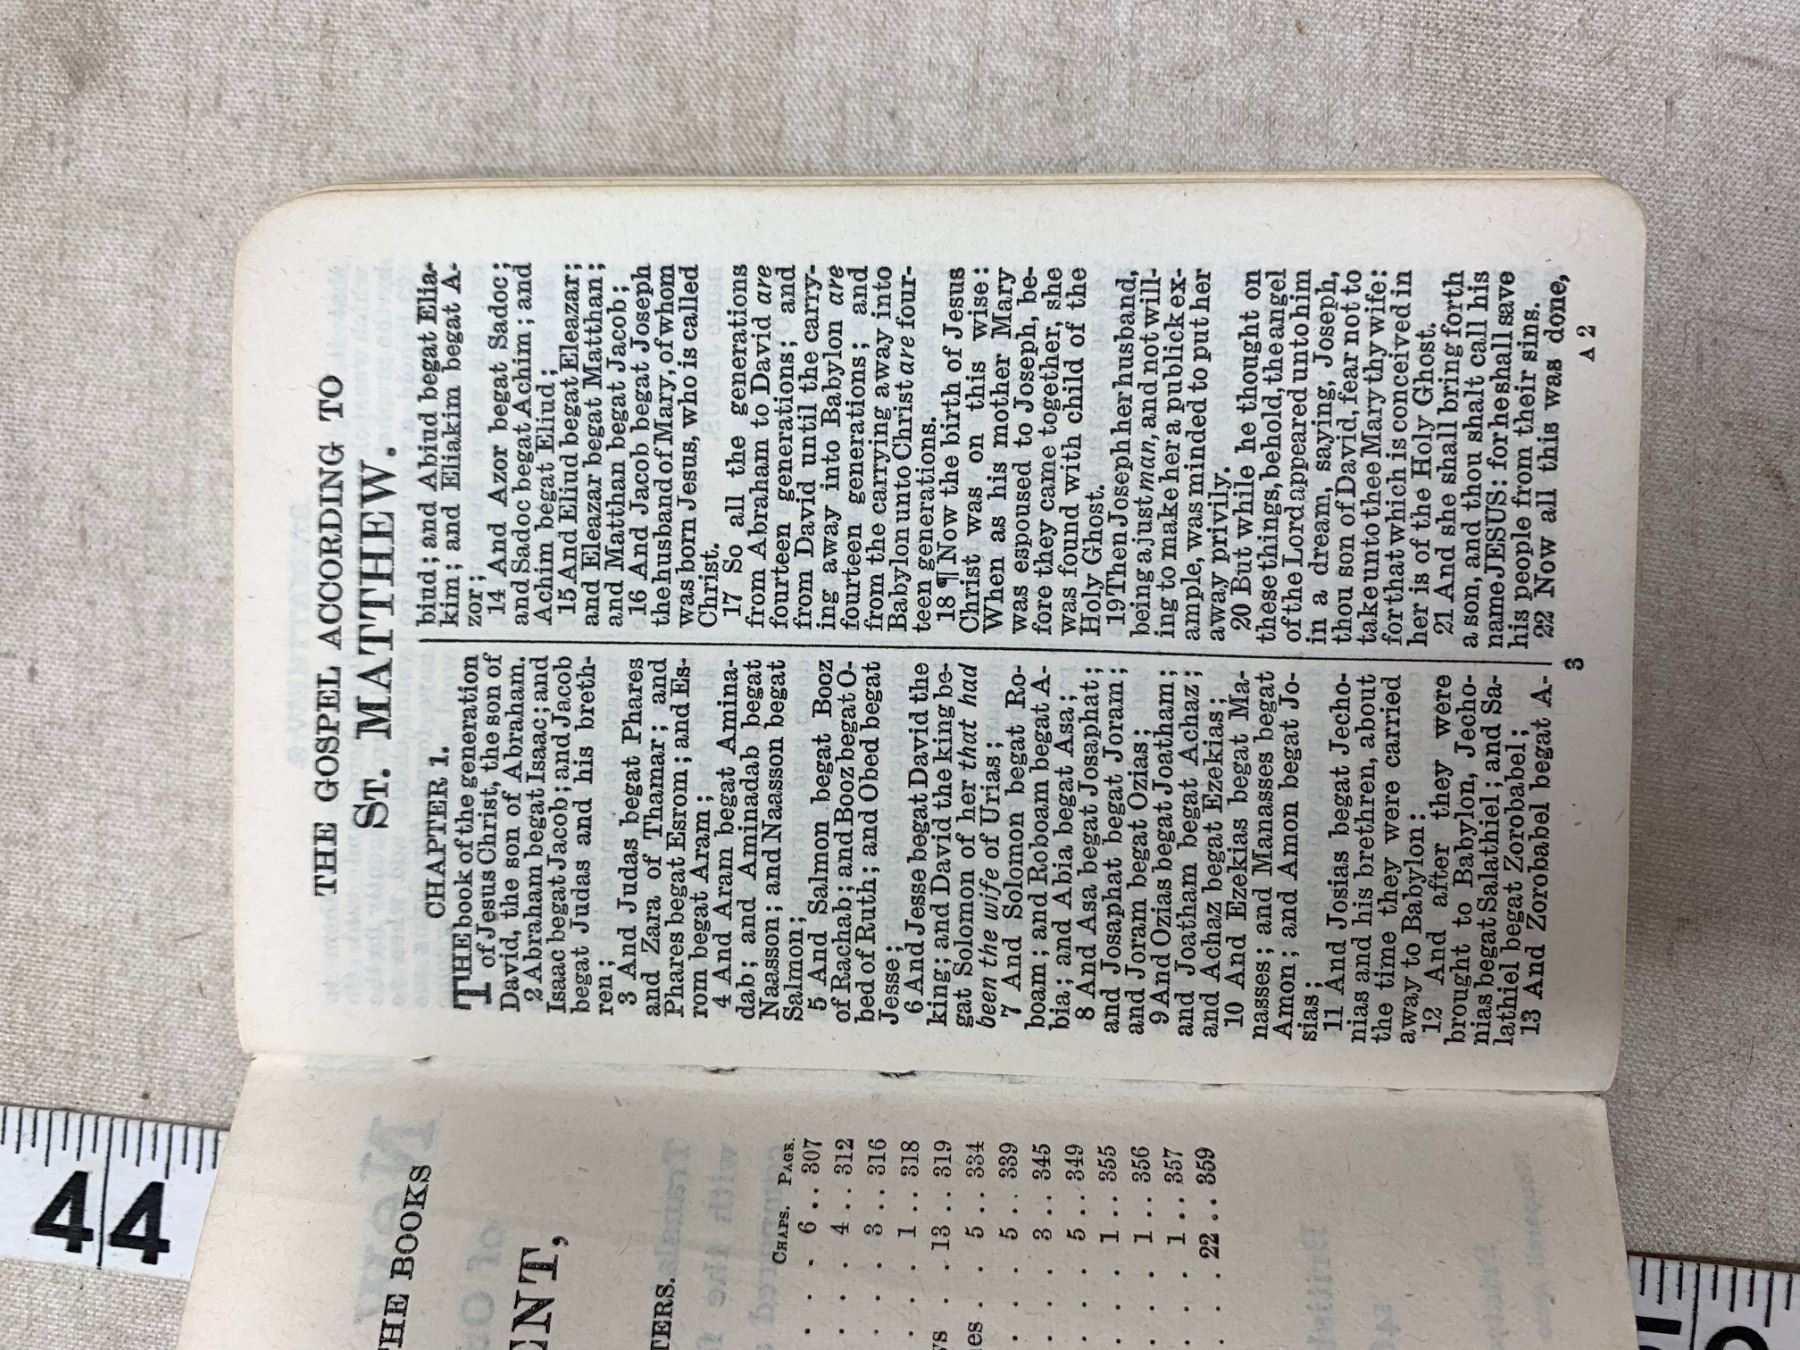 THE BOOKS
ENT,
TERS.
CHAPS. PAGE.
6 .. 307
4 .. 312
3 .. 316
1 .. 318
13 .. 319
5 .. 334
5 .. 339
3 .. 345
5 .. 349
1 .. 355
1 .. 356
1 .. 357
22 .. 359
THE GOSPEL ACCORDING TO
ST. MATTHEW.
CHAPTER 1.
THE book of the generation
of Jesus Christ, the son of
David, the son of Abraham.
2 Abraham begat Isaac; and
Isaac begat Jacob; and Jacob
begat Judas and his breth-
ren;
3 And Judas begat Phares
and Zara of Thamar; and
Phares begat Esrom; and Es-
rom begat Aram;
4 And Aram begat Amina-
dab; and Aminadab begat
Naasson; and Naasson begat
Salmon;
5 And Salmon begat Booz
of Rachab; and Booz begat O-
bed of Ruth; and Obed begat
Jesse;
6 And Jesse begat David the
king; and David the king be-
gat Solomon of her that had
been the wife of Urias;
7 And Solomon begat Ro-
boam; and Roboam begat A-
bia; and Abia begat Asa;
8 And Asa begat Josaphat;
and Josaphat begat Joram;
and Joram begat Ozias;
9 And Ozias begat Joatham;
and Joatham begat Achaz;
and Achaz begat Ezekias;
10 And Ezekias begat Ma-
nasses; and Manasses begat
Amon; and Amon begat Jo-
sias;
11 And Josias begat Jecho-
nias and his brethren, about
the time they were carried
away to Babylon:
12 And after they were
brought to Babylon, Jecho-
nias begat Salathiel; and Sa-
lathiel begat Zorobabel;
13 And Zorobabel begat A-
biud; and Abiud begat Elia-
kim; and Eliakim begat A-
zor;
14 And Azor begat Sadoc;
and Sadoc begat Achim; and
Achim begat Eliud;
15 And Eliud begat Eleazar;
and Eleazar begat Matthan;
and Matthan begat Jacob;
16 And Jacob begat Joseph
the husband of Mary, of whom
was born Jesus, who is called
Christ.
17 So all the generations
from Abraham to David are
fourteen generations; and
from David until the carry-
ing away into Babylon are
fourteen generations; and
from the carrying away into
Babylon unto Christ are four-
teen generations.
18 ¶ Now the birth of Jesus
Christ was on this wise:
When as his mother Mary
was espoused to Joseph, be-
fore they came together, she
was found with child of the
Holy Ghost.
19 Then Joseph her husband,
being a just man, and not will-
ing to make her a publick ex-
ample, was minded to put her
away privily.
20 But while he thought on
these things, behold, the angel
of the Lord appeared unto him
in a dream, saying, Joseph,
thou son of David, fear not to
take unto thee Mary thy wife:
for that which is conceived in
her is of the Holy Ghost.
21 And she shall bring forth
a son, and thou shalt call his
name JESUS: for he shall save
his people from their sins.
22 Now all this was done,
3
A 2
44